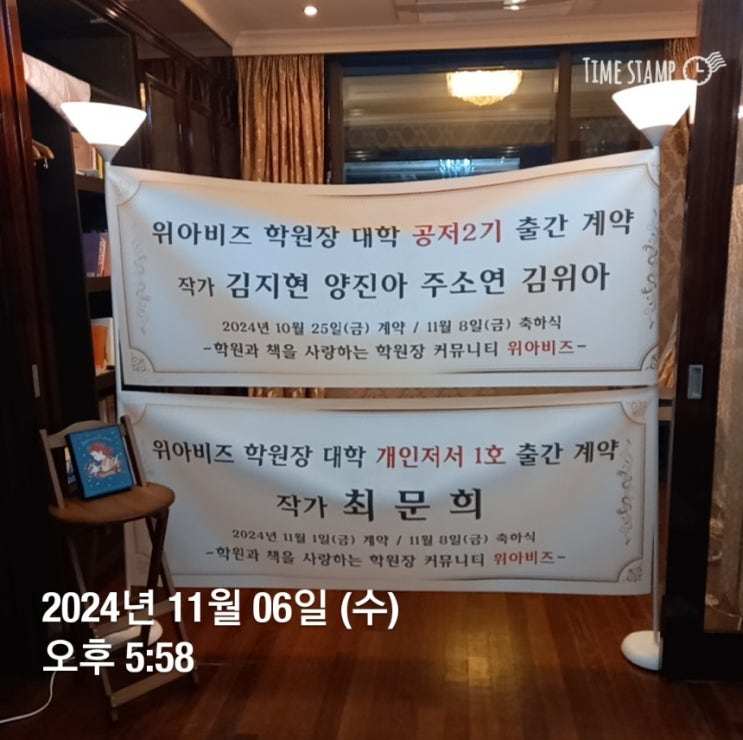 TIME STAMP
위아비즈 학원장 대학 공저2기 출간 계약
작가 김지현 양진아 주소연 김위아
2024년 10월 25일(금) 계약 / 11월 8일(금) 축하식
-학원과 책을 사랑하는 학원장 커뮤니티 위아비즈-
위아비즈 학원장 대학 개인저서 1호 출간 계약
작가 최문희
2024년 11월 1일(금) 계약 / 11월 8일(금) 축하식
-학원과 책을 사랑하는 학원장 커뮤니티 위아비즈-
2024년 11월 06일 (수)
오후 5:58